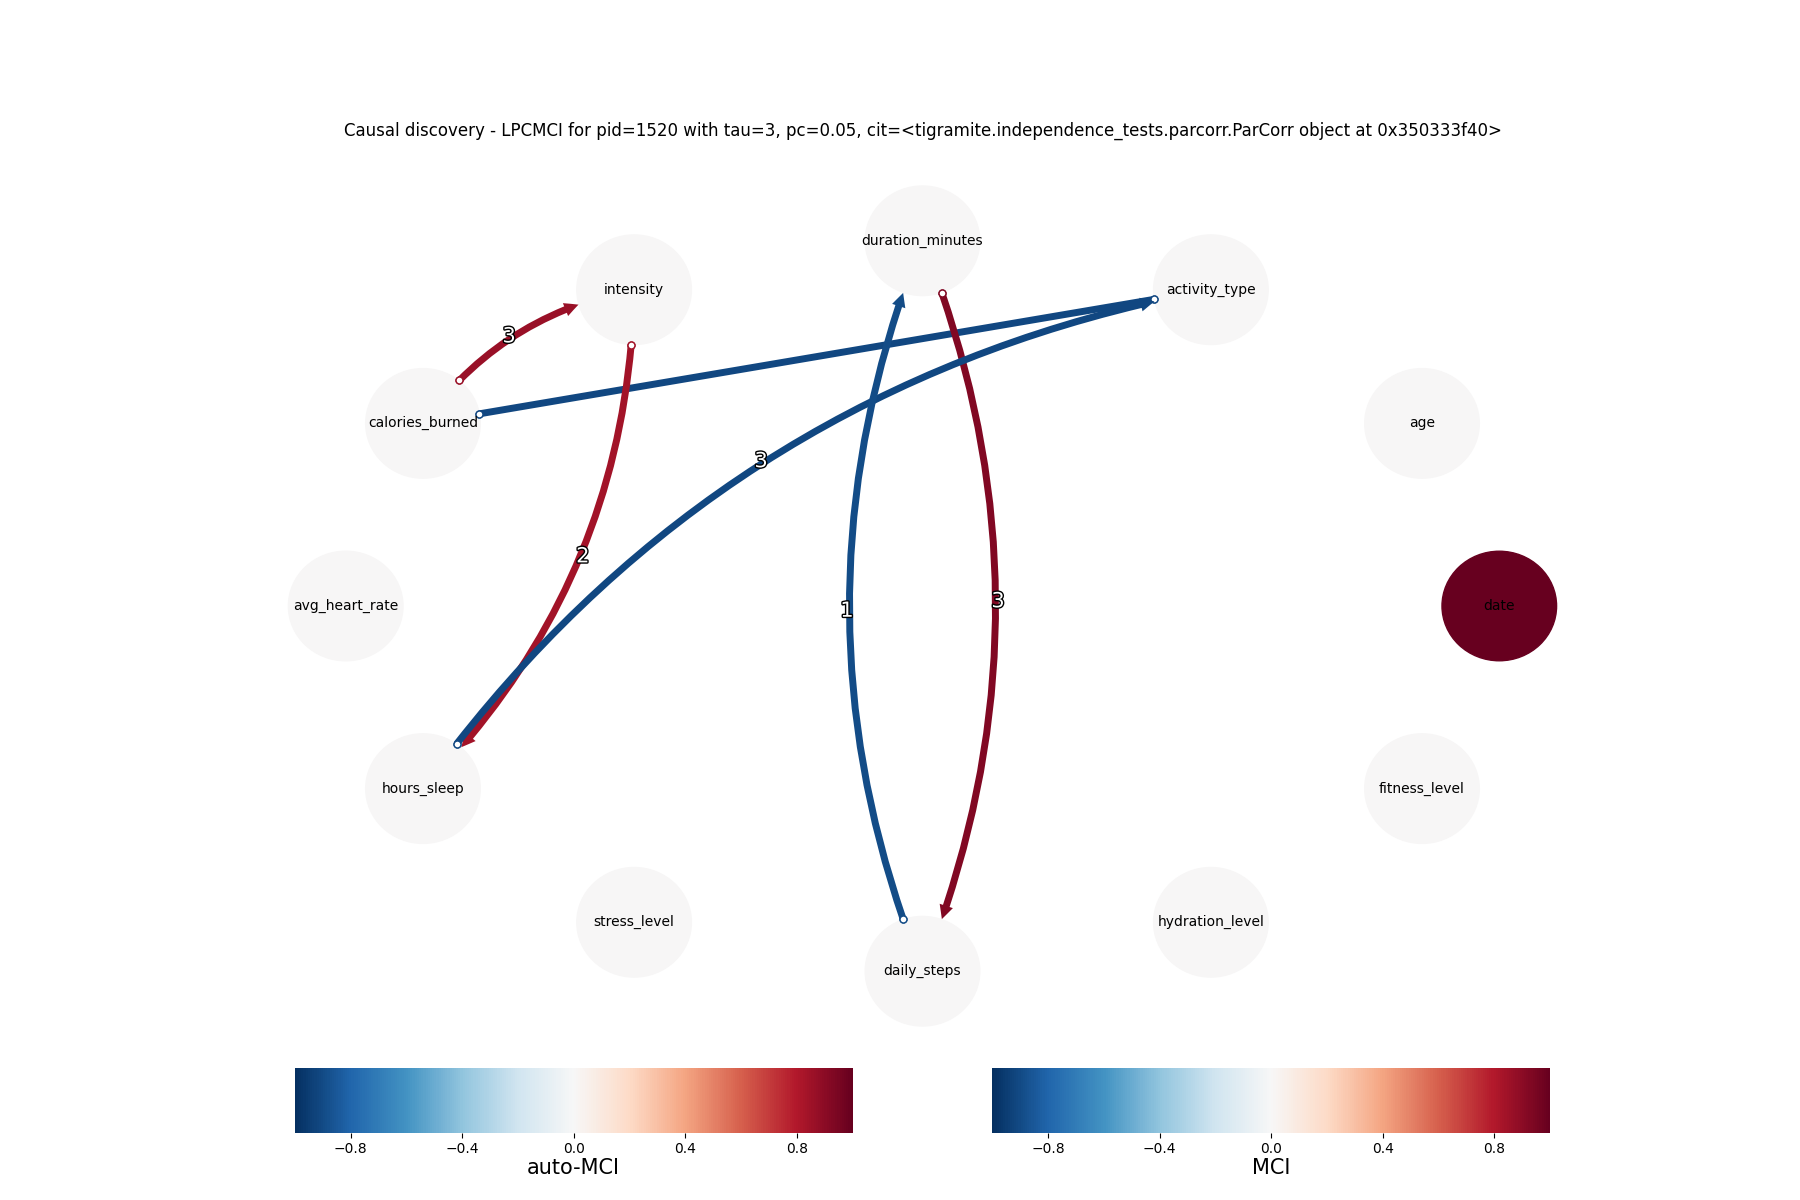 Causal discovery - LPCMCI for pid=1520 with tau=3, pc=0.05, cit=<tigramite.independence_tests.parcorr.ParCorr object at 0x350333f40>
duration_minutes
intensity
activity_type
3
calories_burned
age
3
2
avg_heart_rate
1
3
date
hours_sleep
fitness_level
stress_level
hydration_level
daily_steps
−0.8 −0.4 0.0 0.4 0.8
auto-MCI
−0.8 −0.4 0.0 0.4 0.8
MCI